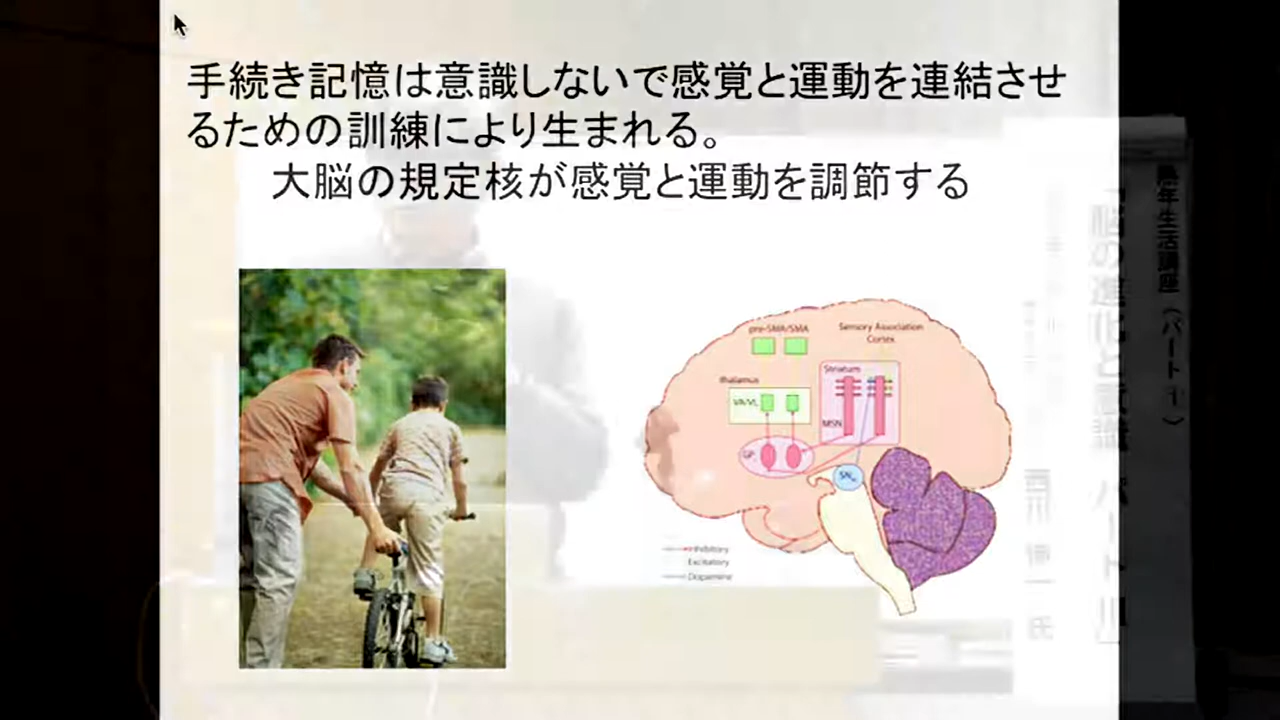 手続き記憶は意識しないで感覚と運動を連結させ
るための訓練により生まれる。
大脳の規定核が感覚と運動を調節する
pre-SMA/SMA
Sensory Association
Cortex
Striatum
thalamus
VA/VL
MSN
GP
SN
Inhibitory
Excitatory
Dopamine
年生活講座(パート1)
「脳の進化と意識 パート
氏